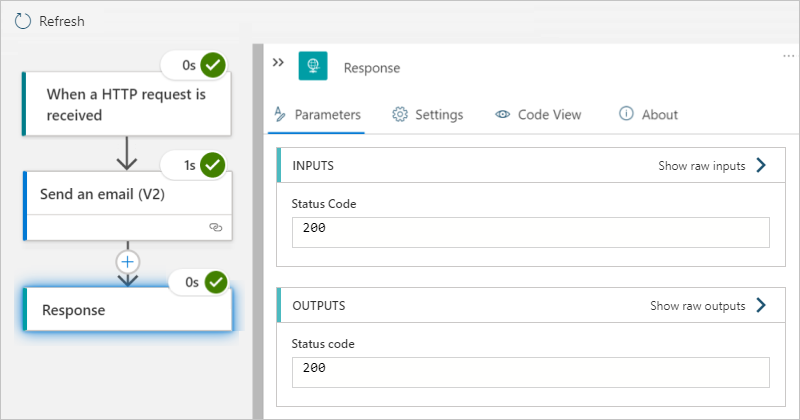 Refresh
0s
When a HTTP request is
received
1s
Send an email (V2)
0s
Response
Response
Parameters
Settings
Code View
About
INPUTS
Show raw inputs
Status Code
200
OUTPUTS
Show raw outputs
Status code
200